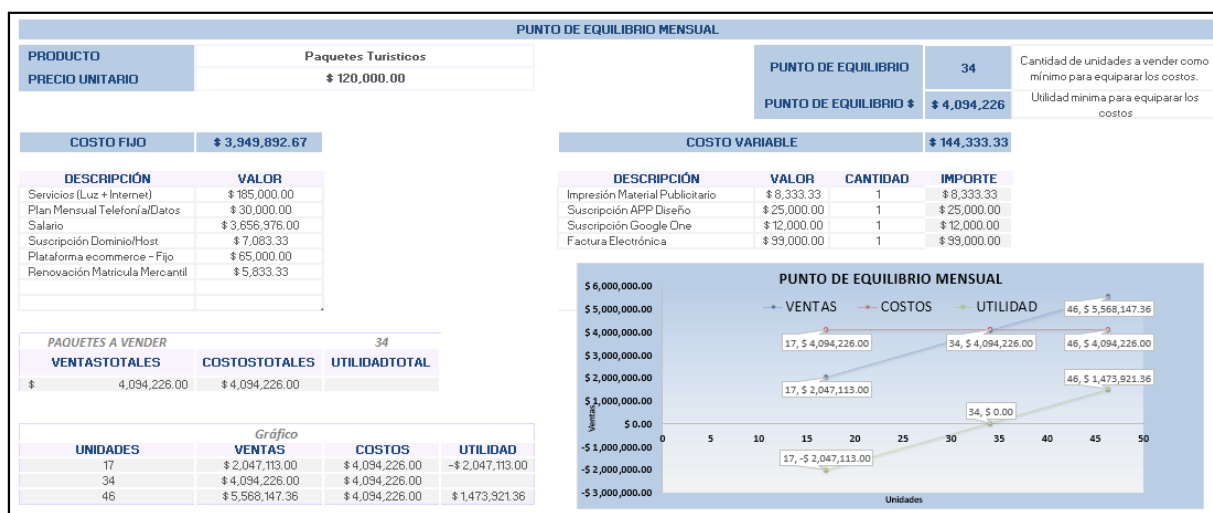 PUNTO DE EQUILIBRIO MENSUAL
PRODUCTO Paquetes Turisticos
PRECIO UNITARIO $ 120,000.00
PUNTO DE EQUILIBRIO 34 Cantidad de unidades a vender como
mínimo para equiparar los costos.
PUNTO DE EQUILIBRIO $ $ 4,094,226 Utilidad minima para equiparar los
costos
COSTO FIJO $ 3,949,892.67
DESCRIPCIÓN VALOR
Servicios (Luz + Internet) $ 185,000.00
Plan Mensual Telefonía/Datos $ 30,000.00
Salario $ 3,656,976.00
Suscripción Dominio/Host $ 7,083.33
Plataforma ecommerce - Fijo $ 65,000.00
Renovación Matricula Mercantil $ 5,833.33
COSTO VARIABLE $ 144,333.33
DESCRIPCIÓN VALOR CANTIDAD IMPORTE
Impresión Material Publicitario $ 8,333.33 1 $ 8,333.33
Suscripción APP Diseño $ 25,000.00 1 $ 25,000.00
Suscripción Google One $ 12,000.00 1 $ 12,000.00
Factura Electrónica $ 99,000.00 1 $ 99,000.00
PAQUETES A VENDER 34
VENTASTOTALES COSTOSTOTALES UTILIDADTOTAL
$ 4,094,226.00 $ 4,094,226.00
Gráfico
UNIDADES VENTAS COSTOS UTILIDAD
17 $ 2,047,113.00 $ 4,094,226.00 -$ 2,047,113.00
34 $ 4,094,226.00 $ 4,094,226.00
46 $ 5,568,147.36 $ 4,094,226.00 $ 1,473,921.36
PUNTO DE EQUILIBRIO MENSUAL
VENTAS COSTOS UTILIDAD
$ 6,000,000.00
$ 5,000,000.00
$ 4,000,000.00
$ 3,000,000.00
$ 2,000,000.00
$ 1,000,000.00
$ 0.00
-$ 1,000,000.00
-$ 2,000,000.00
-$ 3,000,000.00
Ventas
46, $ 5,568,147.36
17, $ 4,094,226.00
34, $ 4,094,226.00
46, $ 4,094,226.00
17, $ 2,047,113.00
46, $ 1,473,921.36
34, $ 0.00
17, -$ 2,047,113.00
0 5 10 15 20 25 30 35 40 45 50
Unidades